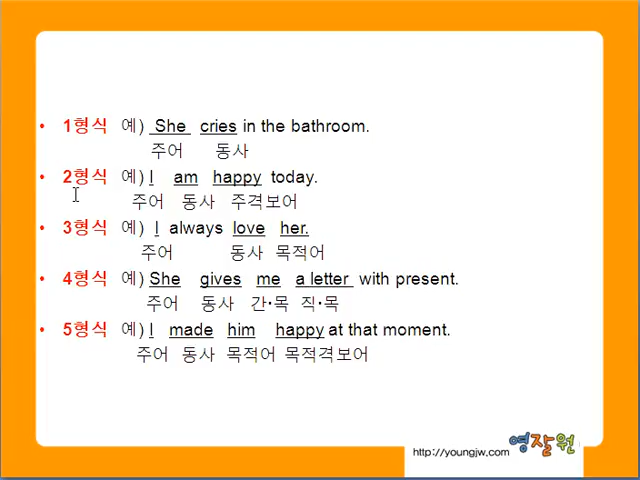 • 1형식 예) She cries in the bathroom.
주어 동사
• 2형식 예) I am happy today.
주어 동사 주격보어
• 3형식 예) I always love her.
주어 동사 목적어
• 4형식 예) She gives me a letter with present.
주어 동사 간·목 직·목
• 5형식 예) I made him happy at that moment.
주어 동사 목적어 목적격보어
http://youngjw.com 영잘원